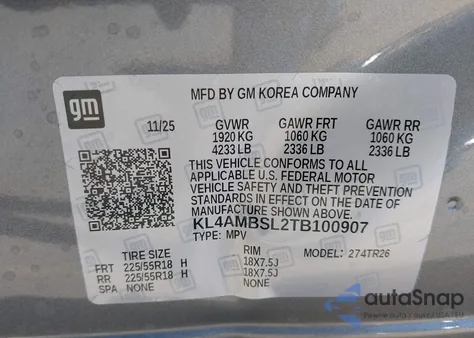 MFD BY GM KOREA COMPANY
gm
11/25 GVWR GAWR FRT GAWR RR
1920 KG 1060 KG 1060 KG
4233 LB 2336 LB 2336 LB
THIS VEHICLE CONFORMS TO ALL
APPLICABLE U.S. FEDERAL MOTOR
VEHICLE SAFETY AND THEFT PREVENTION
STANDARDS IN EFFECT ON THE DATE
OF MANUFACTURE SHOWN ABOVE.
KL4AMBSL2TB100907
TYPE: MPV MODEL: 274TR26
TIRE SIZE RIM
FRT 225/55R18 H 18X7.5J
RR 225/55R18 H 18X7.5J
SPA NONE NONE
autoSnap